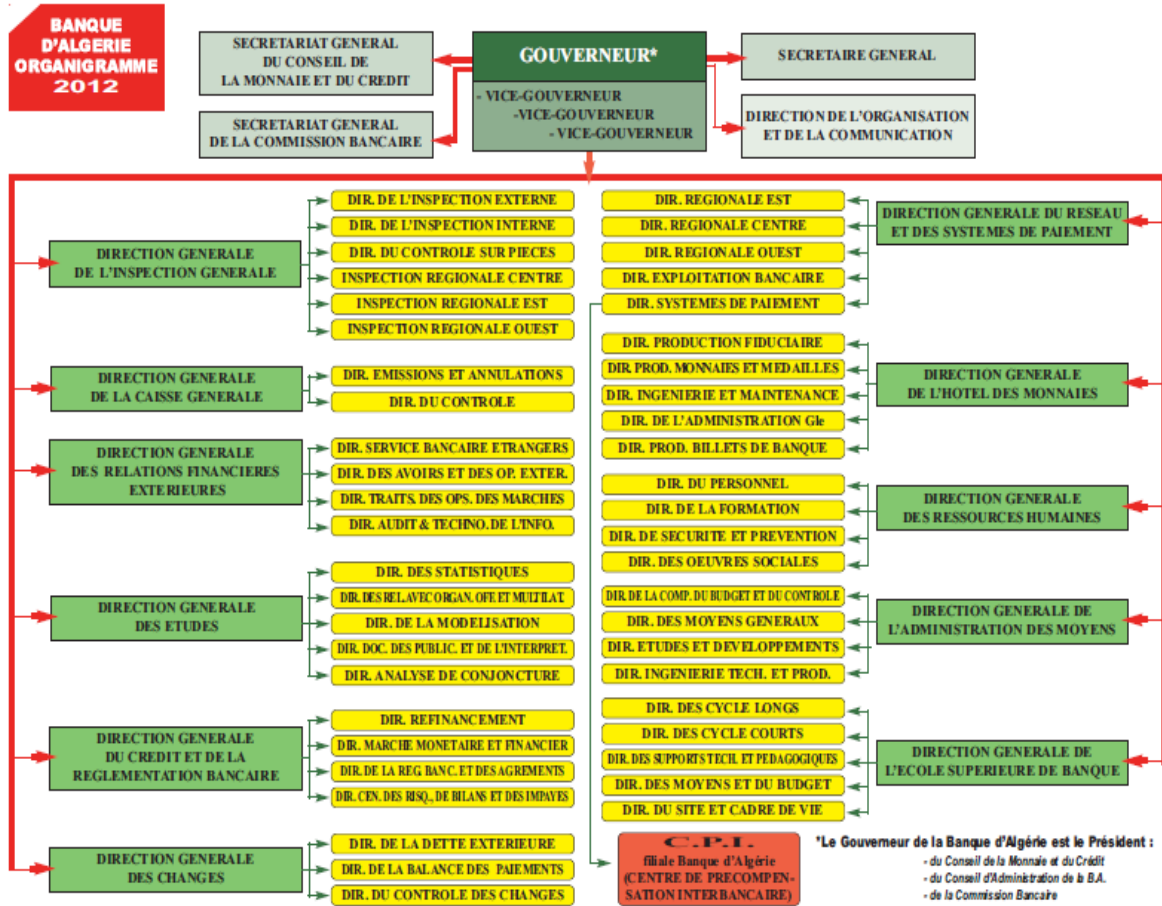 BANQUE
D'ALGERIE
ORGANIGRAMME
2012
SECRETARIAT GENERAL
DU CONSEIL DE
LA MONNAIE ET DU CREDIT
SECRETARIAT GENERAL
DE LA COMMISSION BANCAIRE
GOUVERNEUR*
- VICE-GOUVERNEUR
-VICE-GOUVERNEUR
- VICE-GOUVERNEUR
SECRETAIRE GENERAL
DIRECTION DE L'ORGANISATION
ET DE LA COMMUNICATION
DIRECTION GENERALE
DE L'INSPECTION GENERALE
DIR. DE L'INSPECTION EXTERNE
DIR. DE L'INSPECTION INTERNE
DIR. DU CONTROLE SUR PIECES
INSPECTION REGIONALE CENTRE
INSPECTION REGIONALE EST
INSPECTION REGIONALE OUEST
DIRECTION GENERALE
DE LA CAISSE GENERALE
DIR. EMISSIONS ET ANNULATIONS
DIR. DU CONTROLE
DIRECTION GENERALE
DES RELATIONS FINANCIERES
EXTERIEURES
DIR. SERVICE BANCAIRE ETRANGERS
DIR. DES AVOIRS ET DES OP. EXTER.
DIR. TRAITS. DES OPS. DES MARCHES
DIR. AUDIT & TECHNO. DE L'INFO.
DIRECTION GENERALE
DES ETUDES
DIR. DES STATISTIQUES
DIR. DES REL.AVEC ORGAN. OFE ET MULTILAT.
DIR. DE LA MODELISATION
DIR. DOC. DES PUBLIC. ET DE L'INTERPRET.
DIR. ANALYSE DE CONJONCTURE
DIRECTION GENERALE
DU CREDIT ET DE LA
REGLEMENTATION BANCAIRE
DIR. REFINANCEMENT
DIR. MARCHE MONETAIRE ET FINANCIER
DIR. DE LA REG. BANC. ET DES AGREMENTS
DIR. CEN. DES RISQ., DE BILANS ET DES IMPAYES
DIRECTION GENERALE
DES CHANGES
DIR. DE LA DETTE EXTERIEURE
DIR. DE LA BALANCE DES PAIEMENTS
DIR. DU CONTROLE DES CHANGES
DIR. REGIONALE EST
DIR. REGIONALE CENTRE
DIR. REGIONALE OUEST
DIR. EXPLOITATION BANCAIRE
DIR. SYSTEMES DE PAIEMENT
DIRECTION GENERALE DU RESEAU
ET DES SYSTEMES DE PAIEMENT
DIR. PRODUCTION FIDUCIAIRE
DIR. PROD. MONNAIES ET MEDAILLES
DIR. INGENIERIE ET MAINTENANCE
DIR. DE L'ADMINISTRATION Gle
DIR. PROD. BILLETS DE BANQUE
DIRECTION GENERALE
DE L'HOTEL DES MONNAIES
DIR. DU PERSONNEL
DIR. DE LA FORMATION
DIR. DE SECURITE ET PREVENTION
DIR. DES OEUVRES SOCIALES
DIRECTION GENERALE
DES RESSOURCES HUMAINES
DIR. DE LA COMP. DU BUDGET ET DU CONTROLE
DIR. DES MOYENS GENERAUX
DIR. ETUDES ET DEVELOPPEMENTS
DIR. INGENIERIE TECH. ET PROD.
DIRECTION GENERALE DE
L'ADMINISTRATION DES MOYENS
DIR. DES CYCLE LONGS
DIR. DES CYCLE COURTS
DIR. DES SUPPORTS TECH. ET PEDAGOGIQUES
DIR. DES MOYENS ET DU BUDGET
DIR. DU SITE ET CADRE DE VIE
DIRECTION GENERALE DE
L'ECOLE SUPERIEURE DE BANQUE
C.P.I.
filiale Banque d'Algérie
(CENTRE DE PRECOMPEN-
SATION INTERBANCAIRE)
*Le Gouverneur de la Banque d'Algérie est le Président :
- du Conseil de la Monnaie et du Crédit
- du Conseil d'Administration de la B.A.
- de la Commission Bancaire